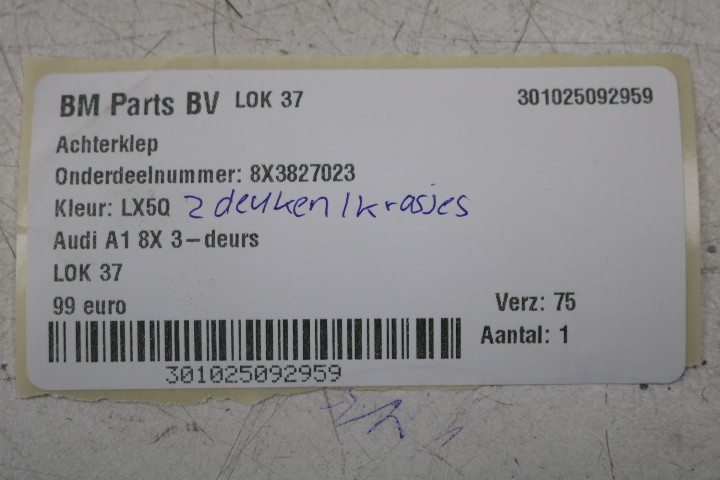 BM Parts BV LOK 37 301025092959
Achterklep
Onderdeelnummer: 8X3827023
Kleur: LX5Q 2 deuken / krasjes
Audi A1 8X 3-deurs
LOK 37
99 euro Verz: 75
Aantal: 1
301025092959